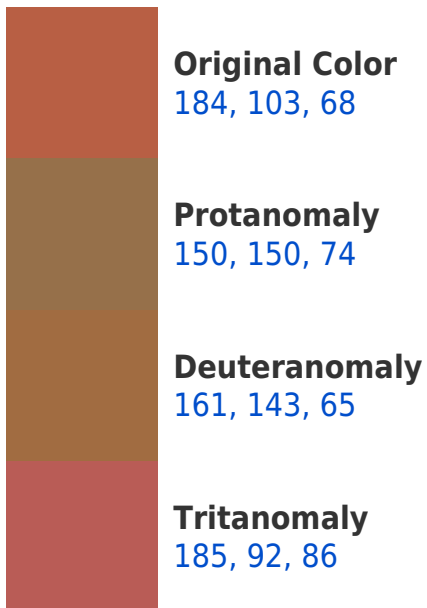 Original Color
184, 103, 68
Protanomaly
150, 150, 74
Deuteranomaly
161, 143, 65
Tritanomaly
185, 92, 86